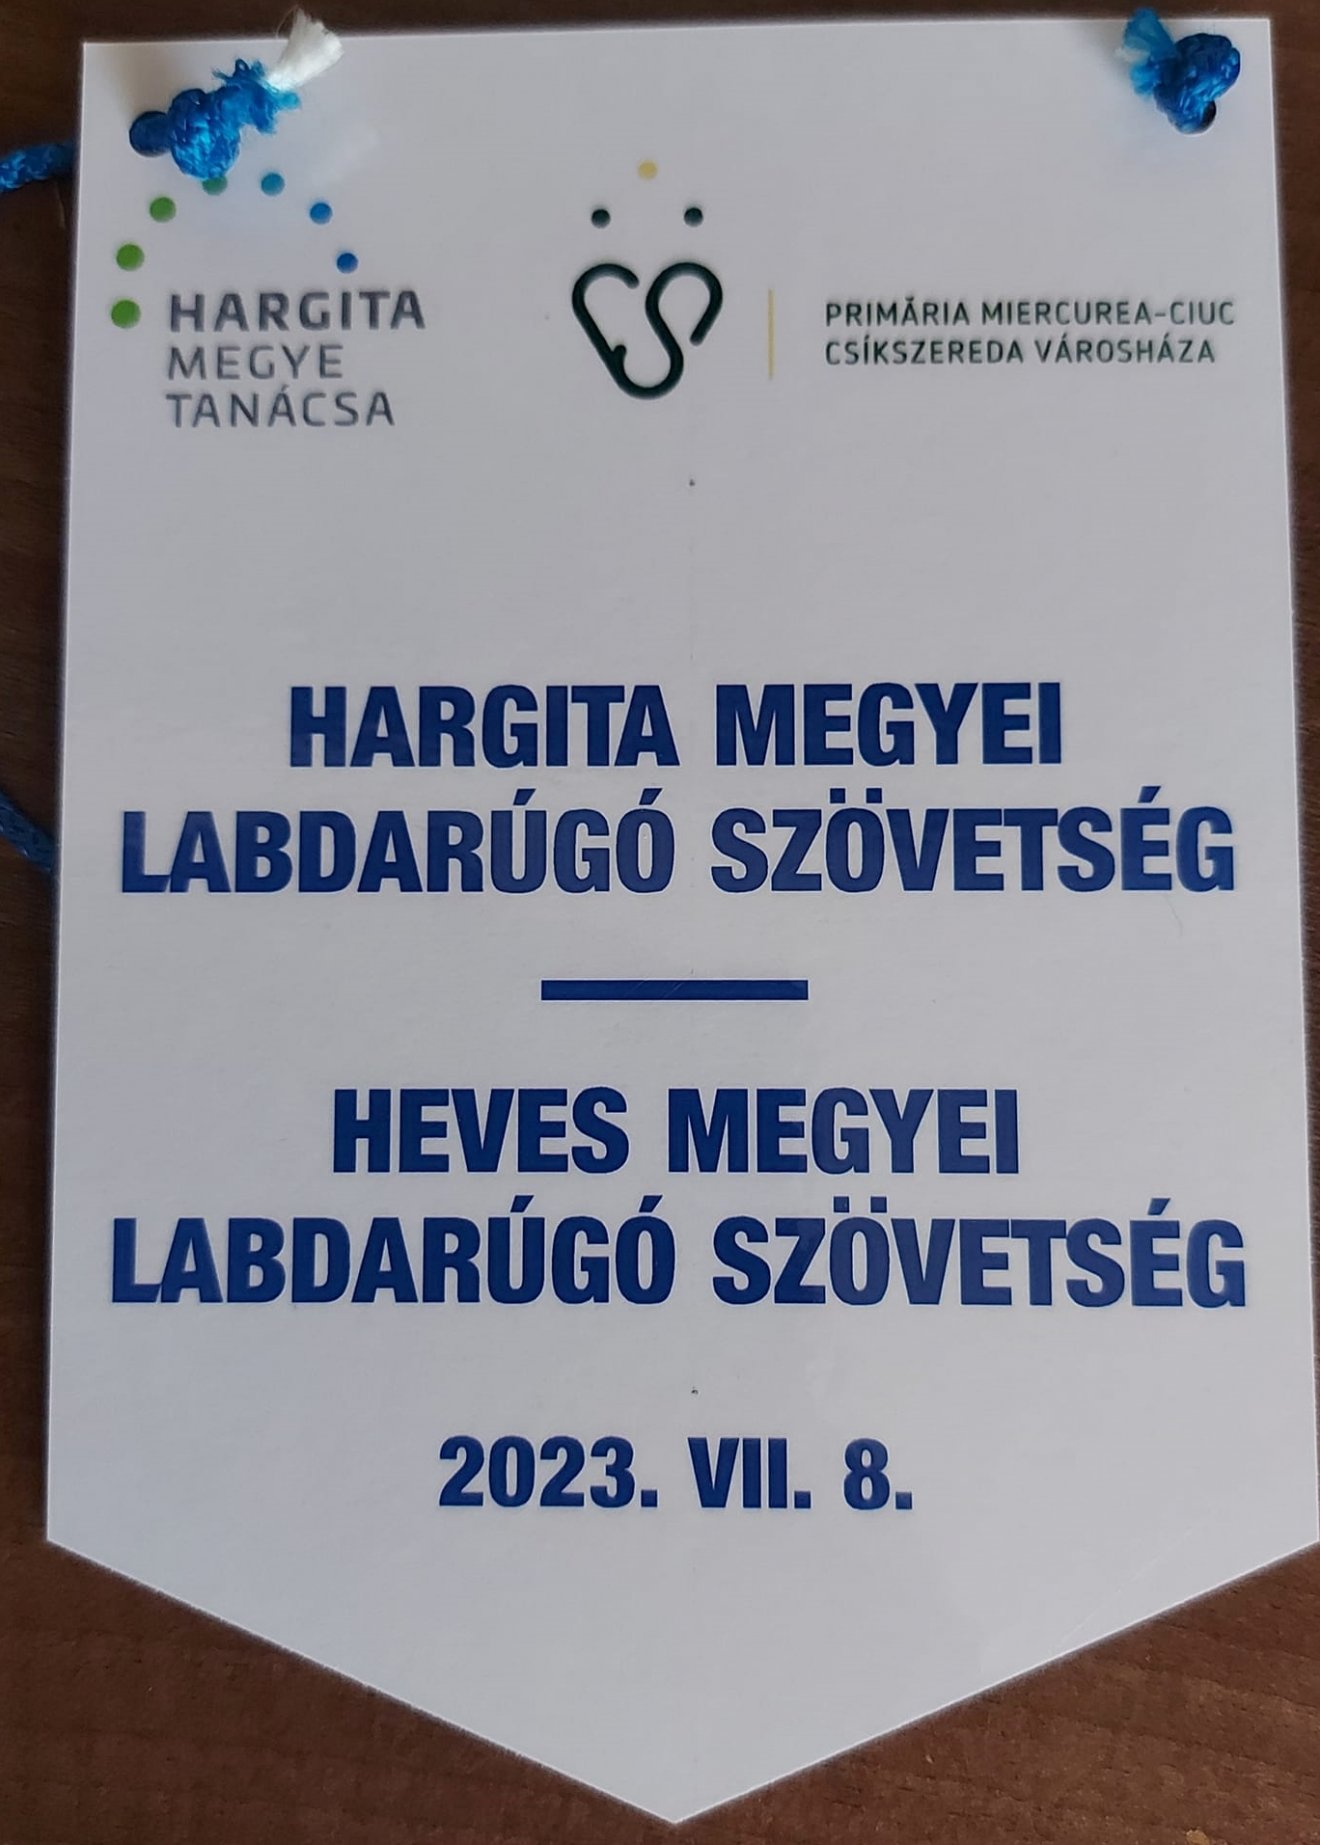 HARGITA
MEGYE
TANÁCSA
PRIMĂRIA MIERCUREA-CIUC
CSÍKSZEREDA VÁROSHÁZA
HARGITA MEGYEI
LABDARÚGÓ SZÖVETSÉG
HEVES MEGYEI
LABDARÚGÓ SZÖVETSÉG
2023. VII. 8.